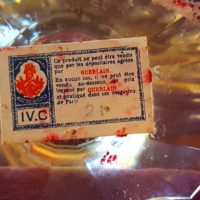 Ce produit ne peut être vendu
que par les dépositaires agréés
par GUERLAIN.
En aucun cas, il ne peut être
vendu au-dessous du prix
imposé par GUERLAIN
et pratiqué dans ses magasins
de Paris
IV.C